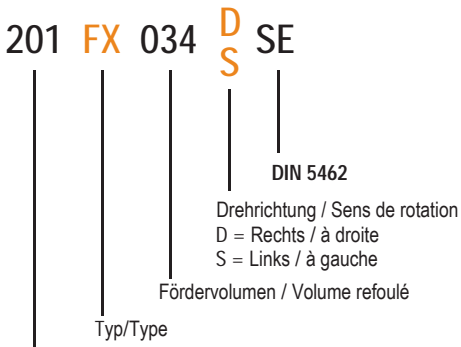 201 FX 034 D SE
S
DIN 5462
Drehrichtung / Sens de rotation
D = Rechts / à droite
S = Links / à gauche
Fördervolumen / Volume refoulé
Typ/Type